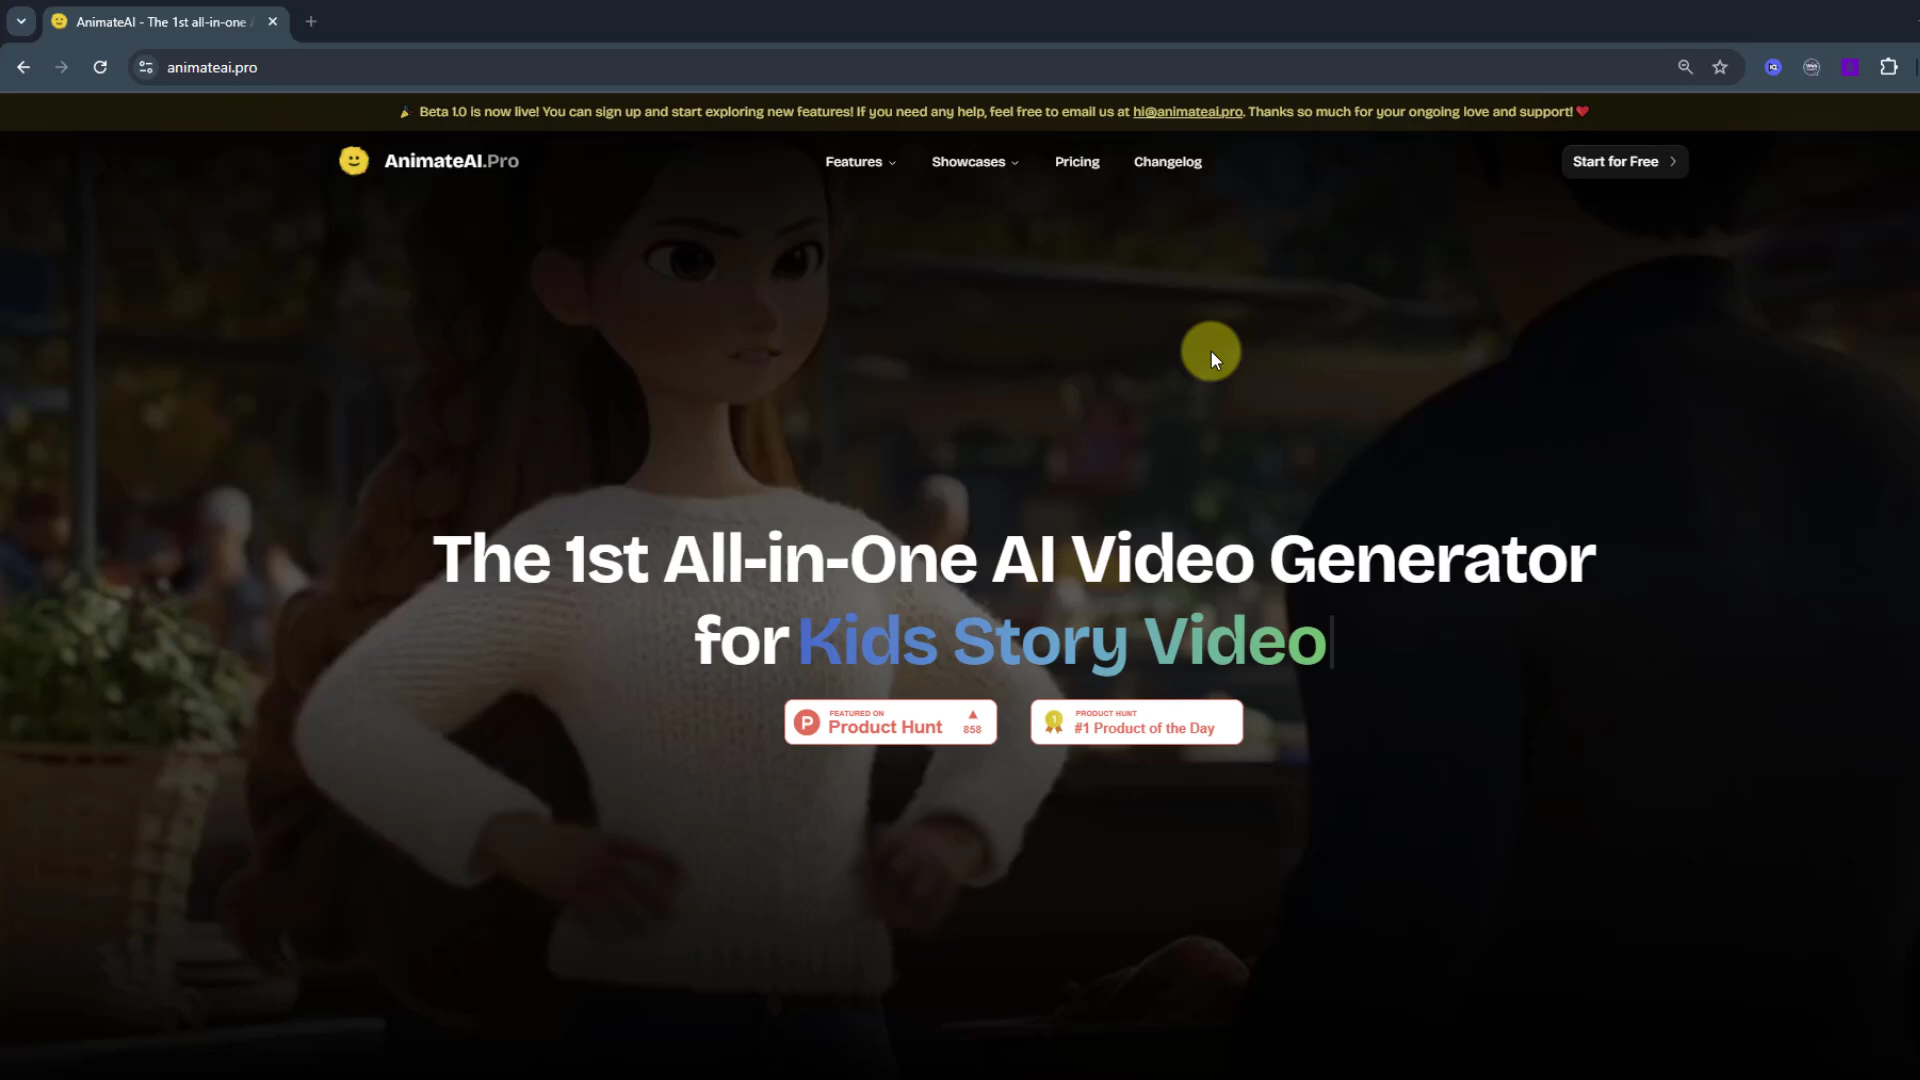 AnimateAI - The 1st all-in-one
animateai.pro
🎉 Beta 1.0 is now live! You can sign up and start exploring new features! If you need any help, feel free to email us at hi@animateai.pro. Thanks so much for your ongoing love and support! ❤️
AnimateAI.Pro
Features
Showcases
Pricing
Changelog
Start for Free
The 1st All-in-One AI Video Generator
for Kids Story Video
P
FEATURED ON
Product Hunt
858
1
PRODUCT HUNT
#1 Product of the Day